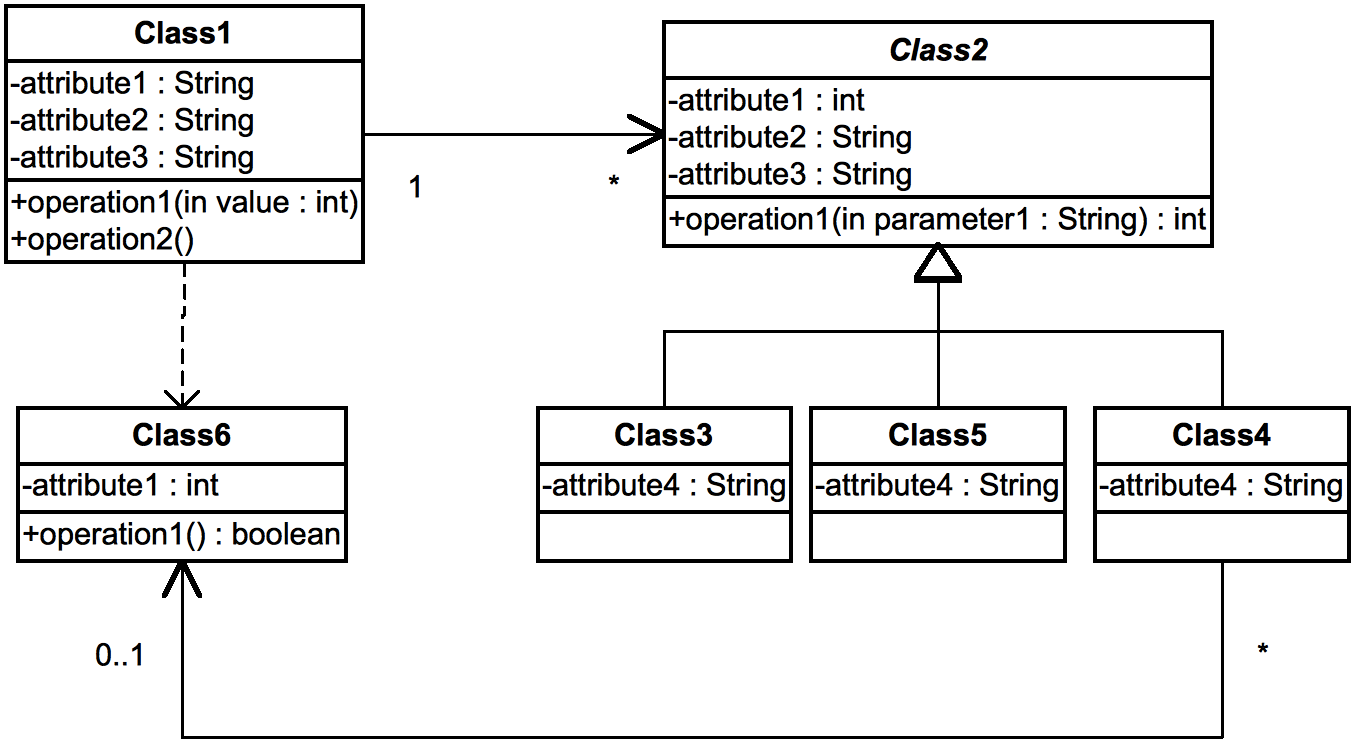 Class1
-attribute1 : String
-attribute2 : String
-attribute3 : String
+operation1(in value : int)
+operation2()
1
*
Class2
-attribute1 : int
-attribute2 : String
-attribute3 : String
+operation1(in parameter1 : String) : int
Class6
-attribute1 : int
+operation1() : boolean
Class3
-attribute4 : String
Class5
-attribute4 : String
Class4
-attribute4 : String
0..1
*